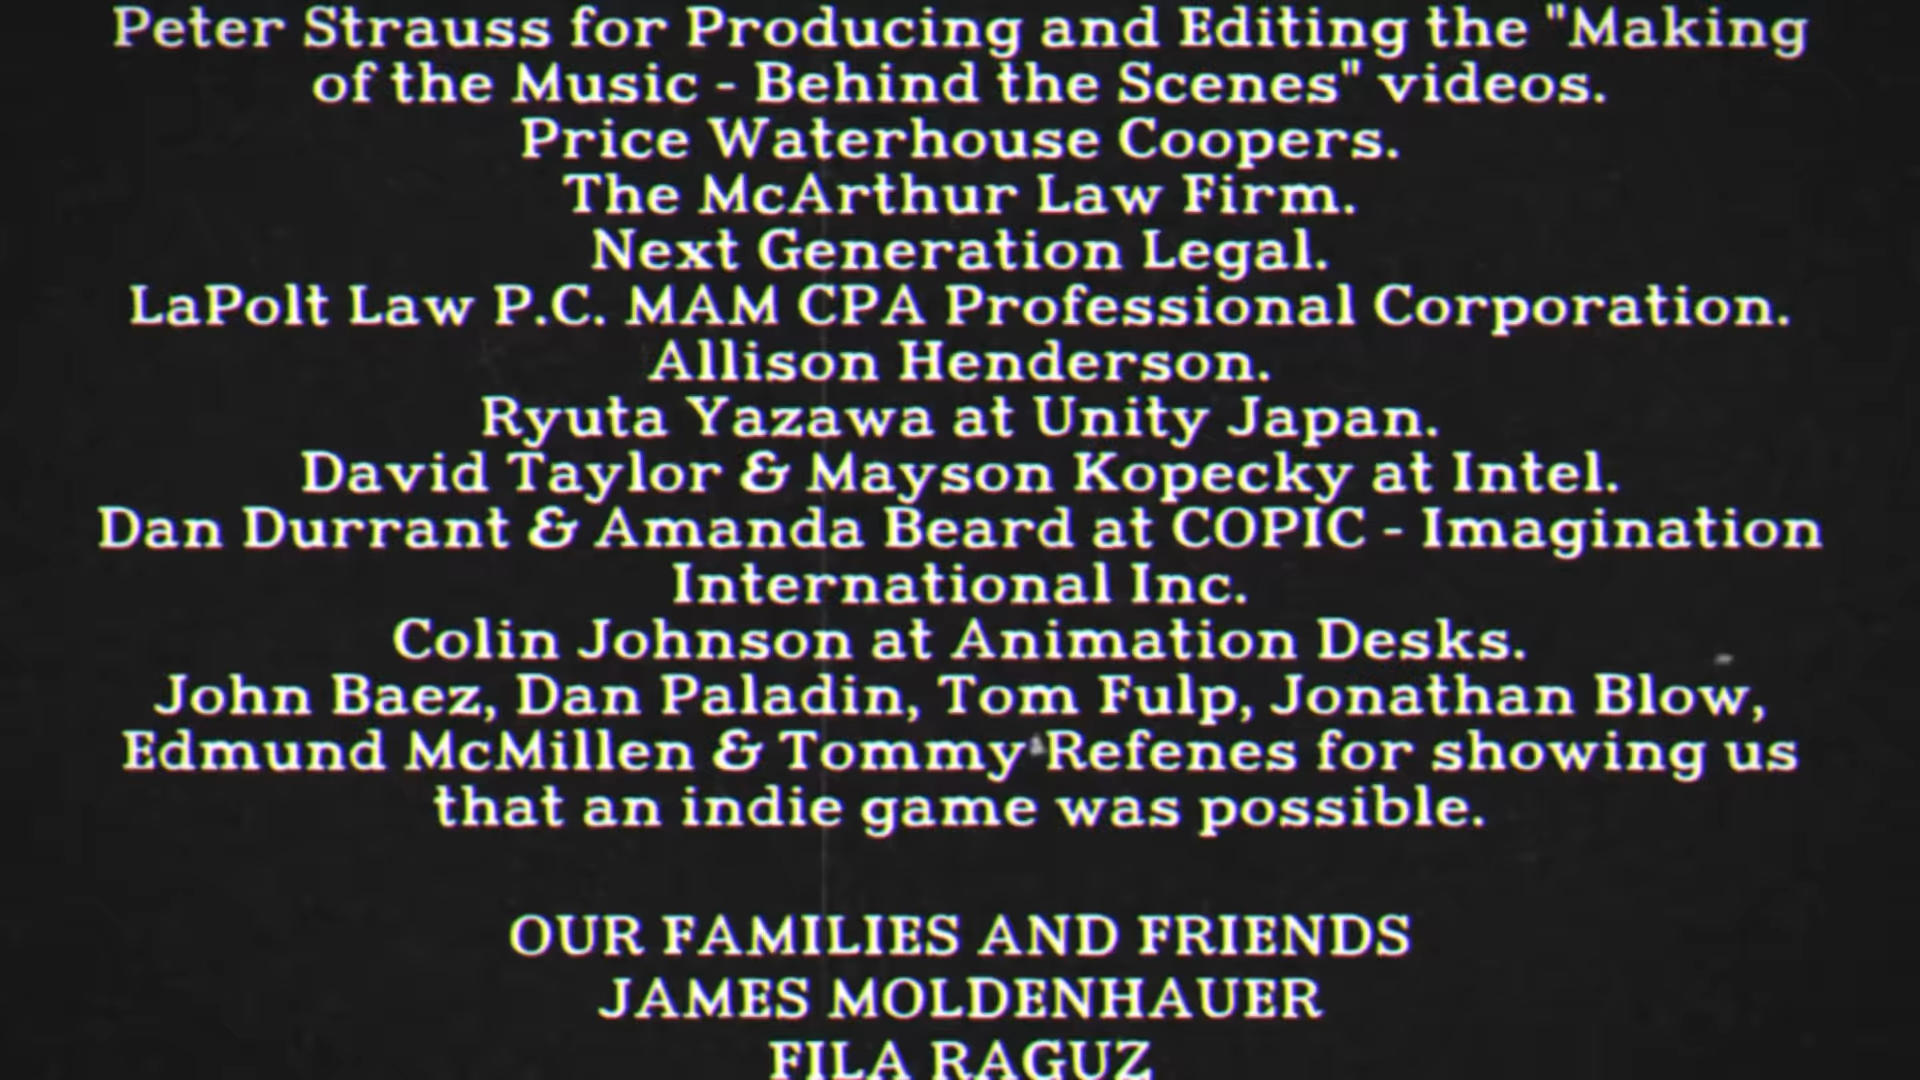 Peter Strauss for Producing and Editing the "Making
of the Music - Behind the Scenes" videos.
Price Waterhouse Coopers.
The McArthur Law Firm.
Next Generation Legal.
LaPolt Law P.C. MAM CPA Professional Corporation.
Allison Henderson.
Ryuta Yazawa at Unity Japan.
David Taylor & Mayson Kopecky at Intel.
Dan Durrant & Amanda Beard at COPIC - Imagination
International Inc.
Colin Johnson at Animation Desks.
John Baez, Dan Paladin, Tom Fulp, Jonathan Blow,
Edmund McMillen & Tommy Refenes for showing us
that an indie game was possible.
OUR FAMILIES AND FRIENDS
JAMES MOLDENHAUER
FILA RAGUZ